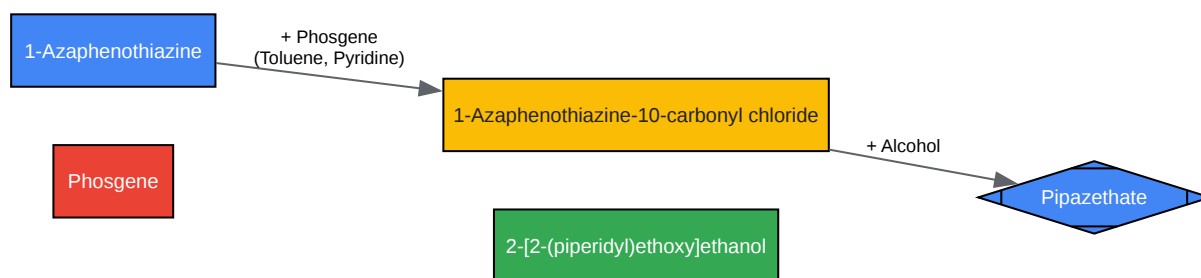 1-Azaphenothiazine
+ Phosgene
(Toluene, Pyridine)
1-Azaphenothiazine-10-carbonyl chloride
+ Alcohol
Phosgene
Pipazethate
2-[2-(piperidyl)ethoxy]ethanol